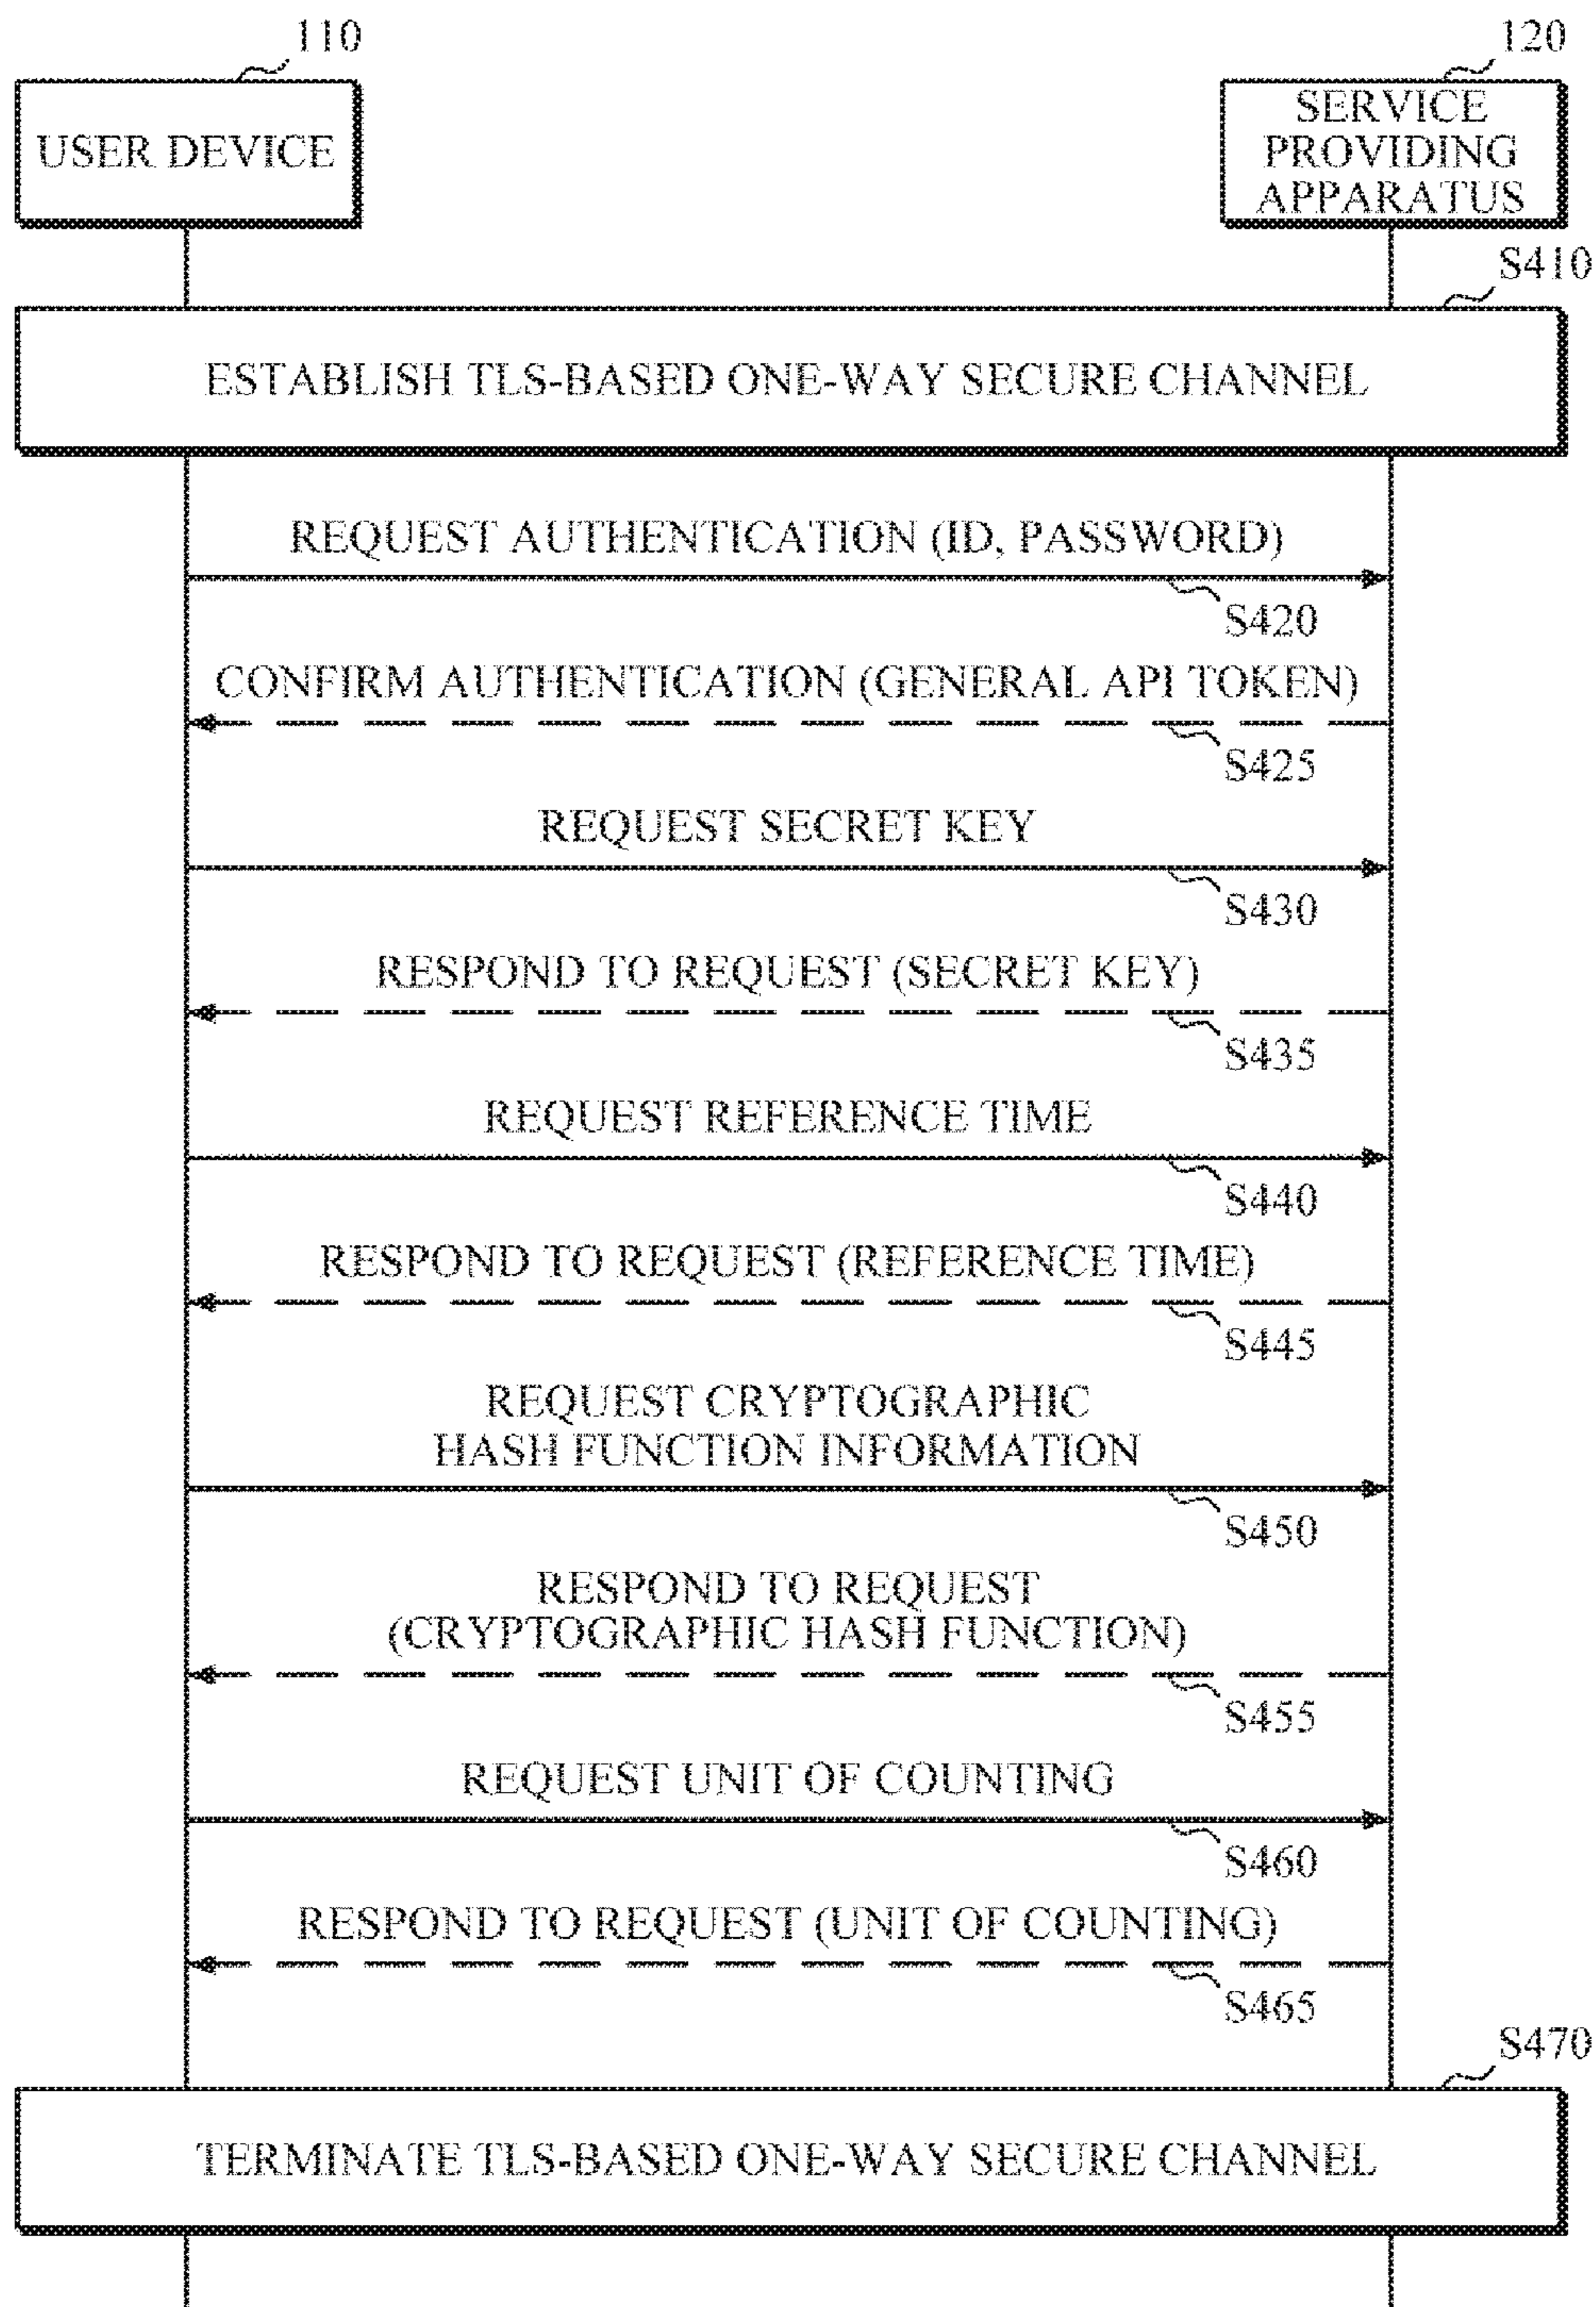 110
120
USER DEVICE
SERVICE
PROVIDING
APPARATUS
S410
ESTABLISH TLS-BASED ONE-WAY SECURE CHANNEL
REQUEST AUTHENTICATION (ID, PASSWORD)
S420
CONFIRM AUTHENTICATION (GENERAL API TOKEN)
S425
REQUEST SECRET KEY
S430
RESPOND TO REQUEST (SECRET KEY)
S435
REQUEST REFERENCE TIME
S440
RESPOND TO REQUEST (REFERENCE TIME)
S445
REQUEST CRYPTOGRAPHIC
HASH FUNCTION INFORMATION
S450
RESPOND TO REQUEST
(CRYPTOGRAPHIC HASH FUNCTION)
S455
REQUEST UNIT OF COUNTING
S460
RESPOND TO REQUEST (UNIT OF COUNTING)
S465
S470
TERMINATE TLS-BASED ONE-WAY SECURE CHANNEL